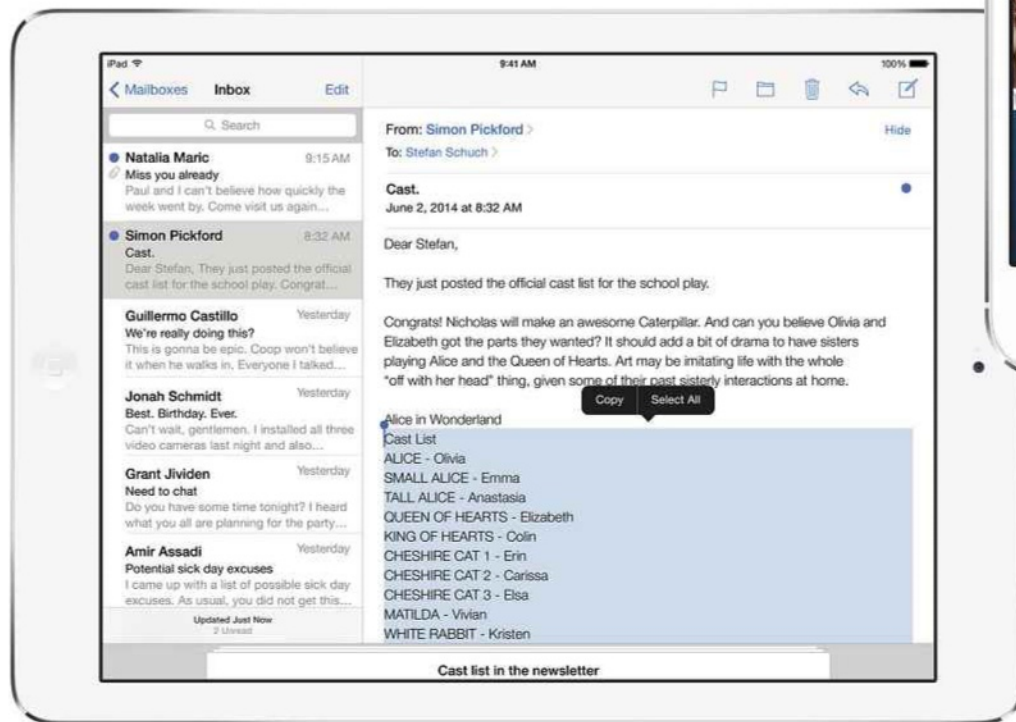 iPad
9:41 AM
100%
Mailboxes
Inbox
Edit
Search
Natalia Maric
9:15 AM
Miss you already
Paul and I can't believe how quickly the
week went by. Come visit us again...
Simon Pickford
8:32 AM
Cast.
Dear Stefan, They just posted the official
cast list for the school play. Congrat...
Guillermo Castillo
Yesterday
We're really doing this?
This is gonna be epic. Coop won't believe
it when he walks in. Everyone I talked...
Jonah Schmidt
Yesterday
Best. Birthday. Ever.
Can't wait, gentlemen. I installed all three
video cameras last night and also...
Grant Jividen
Yesterday
Need to chat
Do you have some time tonight? I heard
what you all are planning for the party...
Amir Assadi
Yesterday
Potential sick day excuses
I came up with a list of possible sick day
excuses. As usual, you did not get this...
Updated Just Now
2 Unread
From: Simon Pickford
Hide
To: Stefan Schuch
Cast.
June 2, 2014 at 8:32 AM
Dear Stefan,
They just posted the official cast list for the school play.
Congrats! Nicholas will make an awesome Caterpillar. And can you believe Olivia and
Elizabeth got the parts they wanted? It should add a bit of drama to have sisters
playing Alice and the Queen of Hearts. Art may be imitating life with the whole
"off with her head" thing, given some of their past sisterly interactions at home.
Copy
Select All
Alice in Wonderland
Cast List
ALICE - Olivia
SMALL ALICE - Emma
TALL ALICE - Anastasia
QUEEN OF HEARTS - Elizabeth
KING OF HEARTS - Colin
CHESHIRE CAT 1 - Erin
CHESHIRE CAT 2 - Carissa
CHESHIRE CAT 3 - Elsa
MATILDA - Vivian
WHITE RABBIT - Kristen
Cast list in the newsletter